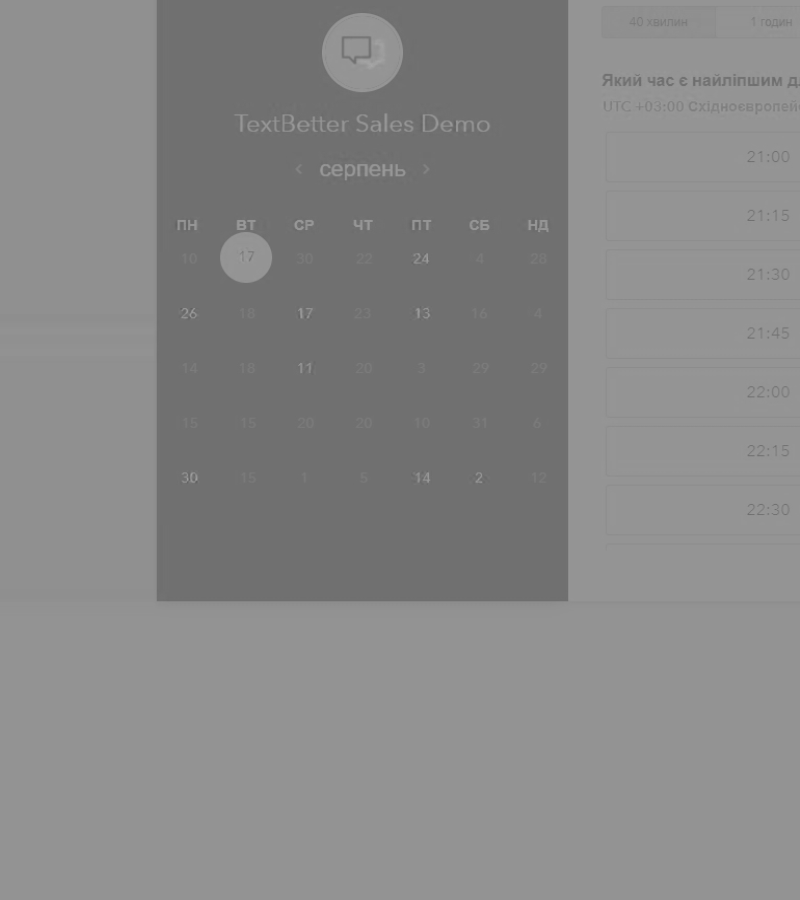 40 хвилин 1 годин
TextBetter Sales Demo
серпень
ПН ВТ СР ЧТ ПТ СБ НД
10 17 30 22 24 4 28
26 18 17 23 13 16 4
14 18 11 20 3 29 29
15 15 20 20 10 31 6
30 15 1 5 14 2 12
Який час є найліпшим д
UTC +03:00 Східноєвропей
21:00
21:15
21:30
21:45
22:00
22:15
22:30